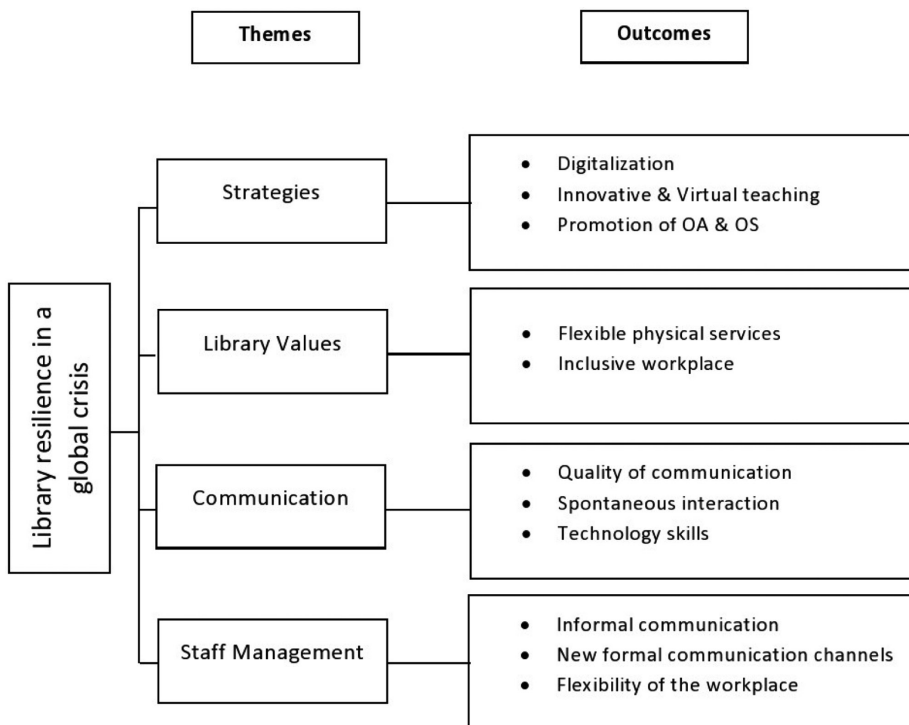 Themes
Outcomes
Library resilience in a
global crisis
Strategies
• Digitalization
• Innovative & Virtual teaching
• Promotion of OA & OS
Library Values
• Flexible physical services
• Inclusive workplace
Communication
• Quality of communication
• Spontaneous interaction
• Technology skills
Staff Management
• Informal communication
• New formal communication channels
• Flexibility of the workplace